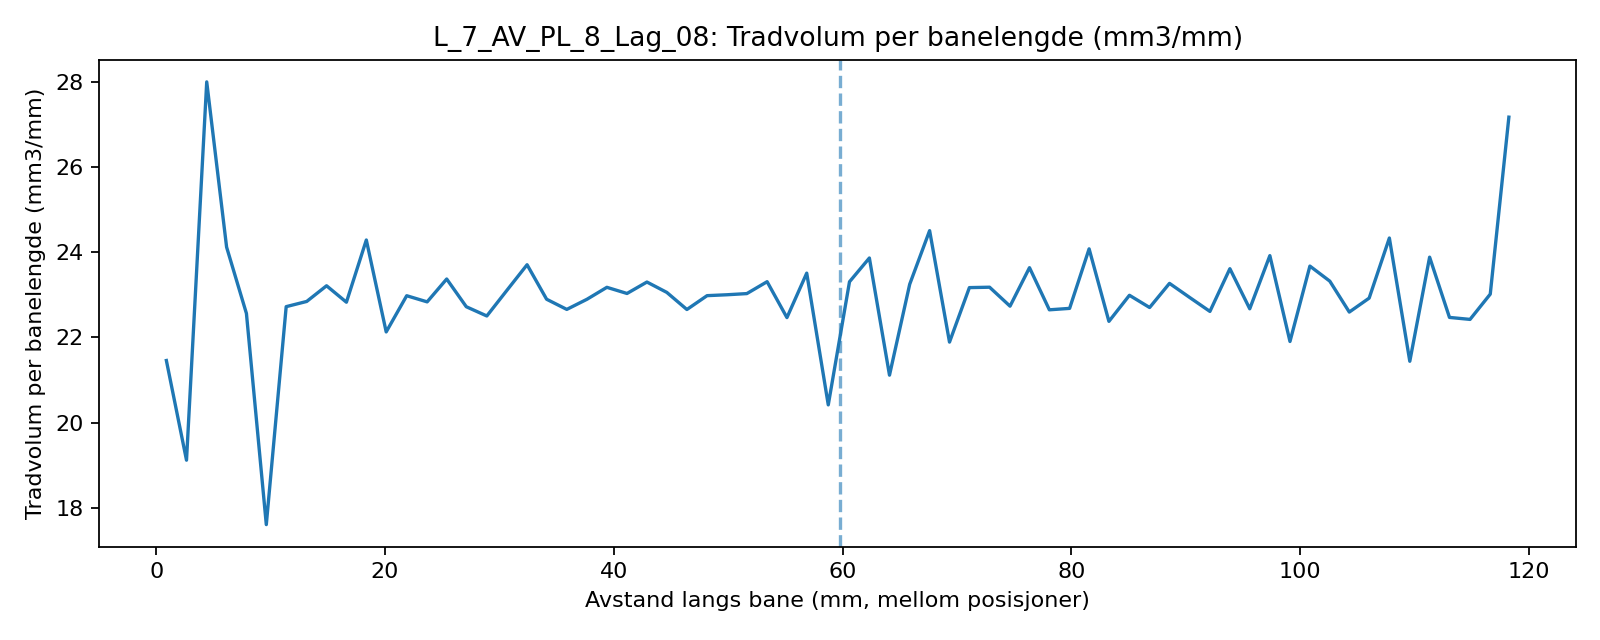 L_7_AV_PL_8_Lag_08: Tradvolum per banelengde (mm3/mm)
Tradvolum per banelengde (mm3/mm)
28
26
24
22
20
18
0 20 40 60 80 100 120
Avstand langs bane (mm, mellom posisjoner)